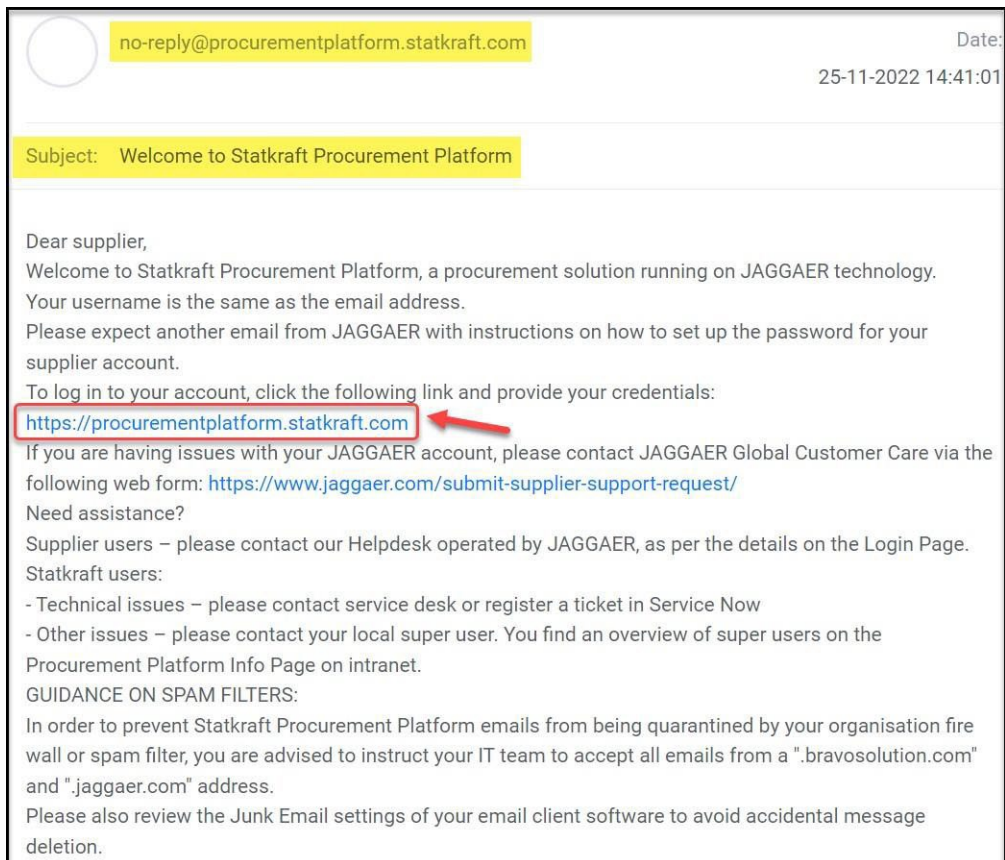 no-reply@procurementplatform.statkraft.com
Date:
25-11-2022 14:41:01
Subject: Welcome to Statkraft Procurement Platform
Dear supplier,
Welcome to Statkraft Procurement Platform, a procurement solution running on JAGGAER technology.
Your username is the same as the email address.
Please expect another email from JAGGAER with instructions on how to set up the password for your
supplier account.
To log in to your account, click the following link and provide your credentials:
https://procurementplatform.statkraft.com
If you are having issues with your JAGGAER account, please contact JAGGAER Global Customer Care via the
following web form: https://www.jaggaer.com/submit-supplier-support-request/
Need assistance?
Supplier users – please contact our Helpdesk operated by JAGGAER, as per the details on the Login Page.
Statkraft users:
- Technical issues – please contact service desk or register a ticket in Service Now
- Other issues – please contact your local super user. You find an overview of super users on the
Procurement Platform Info Page on intranet.
GUIDANCE ON SPAM FILTERS:
In order to prevent Statkraft Procurement Platform emails from being quarantined by your organisation fire
wall or spam filter, you are advised to instruct your IT team to accept all emails from a ".bravosolution.com"
and ".jaggaer.com" address.
Please also review the Junk Email settings of your email client software to avoid accidental message
deletion.